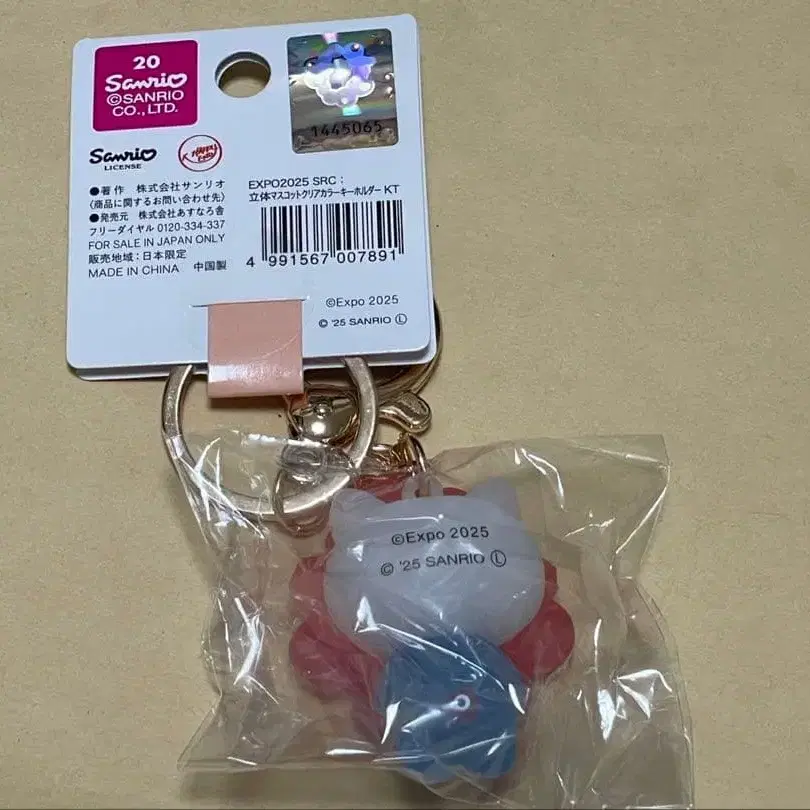 20
Sanrio
©SANRIO
CO., LTD.
1445065
Sanrio
LICENSE
●著作 株式会社サンリオ
(商品に関するお問い合わせ先)
●発売元 株式会社あすなろ舎
フリーダイヤル 0120-334-337
FOR SALE IN JAPAN ONLY
販売地域:日本限定
MADE IN CHINA 中国製
EXPO2025 SRC:
立体マスコットクリアカラーキーホルダー KT
4 991567 007891
©Expo 2025
© '25 SANRIO Ⓛ
©Expo 2025
© '25 SANRIO Ⓛ